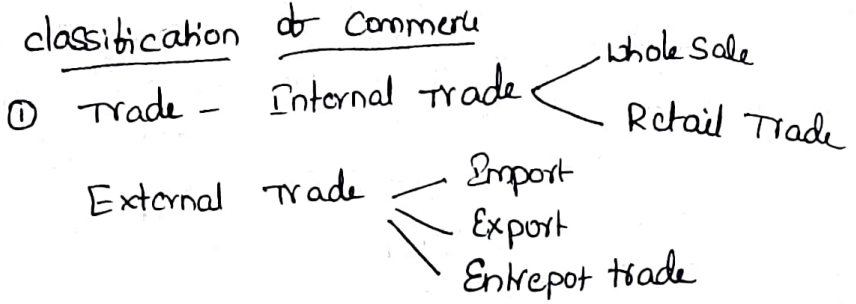 Classification of Commerce
① Trade - Internal Trade
Whole Sale
Retail Trade
External Trade
Import
Export
Entrepot trade